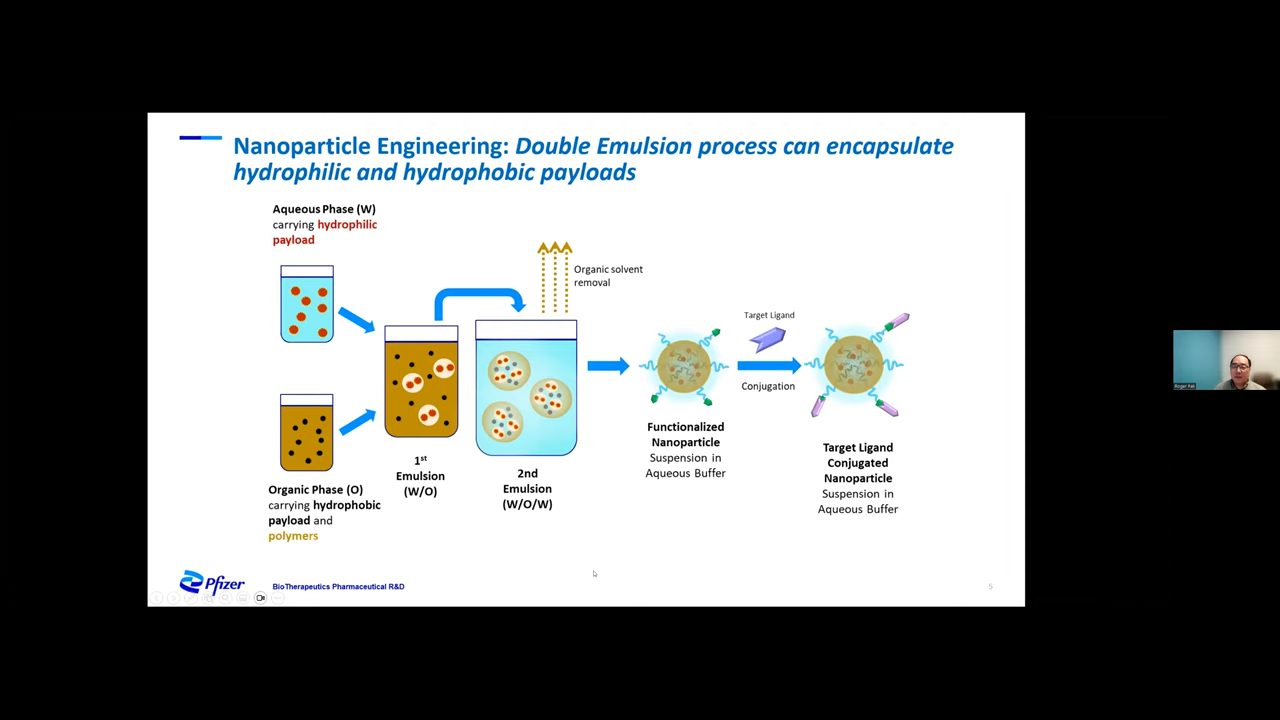 Nanoparticle Engineering: Double Emulsion process can encapsulate
hydrophilic and hydrophobic payloads
Aqueous Phase (W)
carrying hydrophilic
payload
Organic solvent
removal
Target Ligand
Conjugation
1st
Emulsion
(W/O)
2nd
Emulsion
(W/O/W)
Functionalized
Nanoparticle
Suspension in
Aqueous Buffer
Target Ligand
Conjugated
Nanoparticle
Suspension in
Aqueous Buffer
Organic Phase (O)
carrying hydrophobic
payload and
polymers
Pfizer
BioTherapeutics Pharmaceutical R&D
5